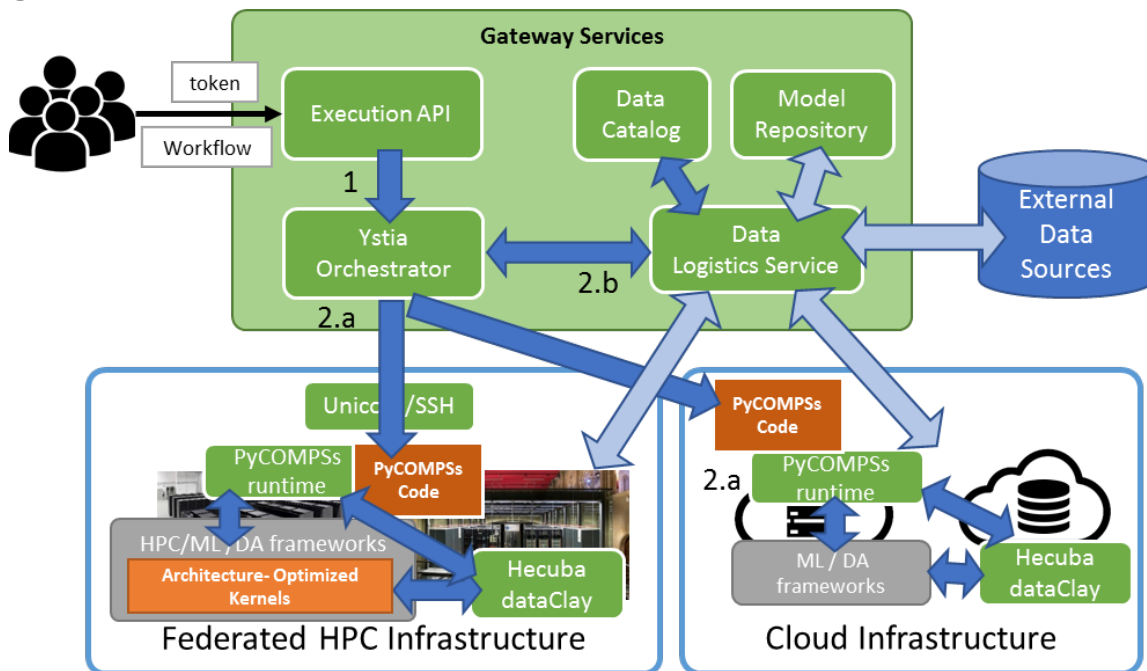 Gateway Services
token
Workflow
Execution API
Data
Catalog
Model
Repository
1
Ystia
Orchestrator
2.b
Data
Logistics Service
External
Data
Sources
2.a
/SSH
PyCOMPSs
Code
PyCOMPSs
runtime
HPC/ML/DA frameworks
Architecture- Optimized
Kernels
Hecuba
dataClay
Federated HPC Infrastructure
PyCOMPSs
Code
2.a
PyCOMPSs
runtime
ML / DA
frameworks
Hecuba
dataClay
Cloud Infrastructure